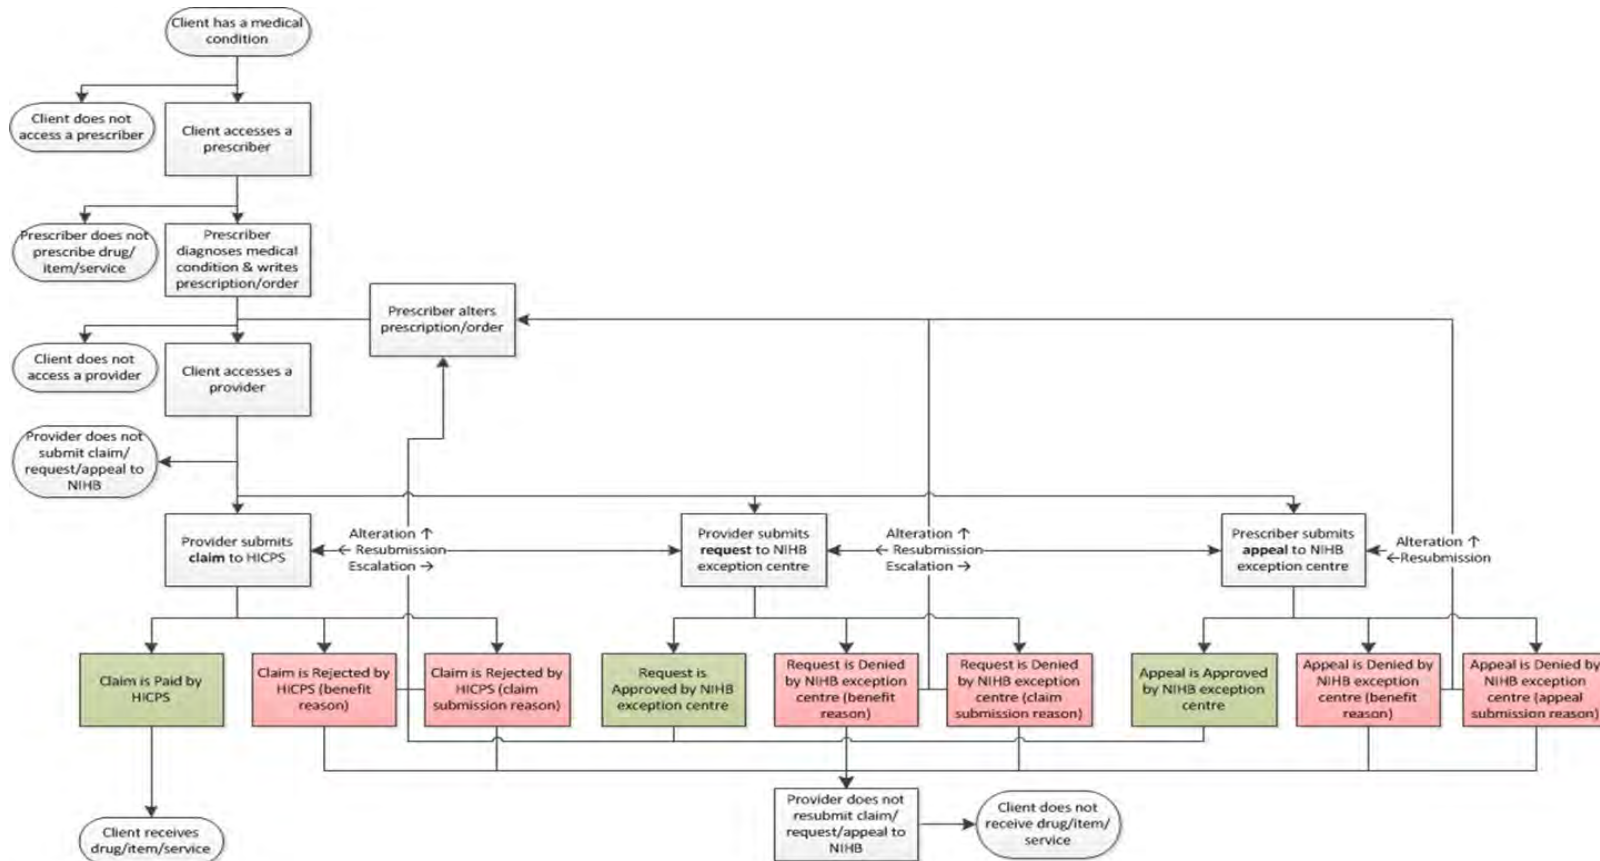 Client has a medical
condition
Client does not
access a prescriber
Client accesses a
prescriber
Prescriber does not
prescribe drug/
item/service
Prescriber
diagnoses medical
condition & writes
prescription/order
Prescriber alters
prescription/order
Client does not
access a provider
Client accesses a
provider
Provider does not
submit claim/
request/appeal to
NIHB
Provider submits
claim to HICPS
Alteration ↑
← Resubmission
Escalation →
Provider submits
request to NIHB
exception centre
Alteration ↑
← Resubmission
Escalation →
Prescriber submits
appeal to NIHB
exception centre
Alteration ↑
←Resubmission
Claim is Paid by
HICPS
Claim is Rejected by
HICPS (benefit
reason)
Claim is Rejected by
HICPS (claim
submission reason)
Request is
Approved by NIHB
exception centre
Request is Denied
by NIHB exception
centre (benefit
reason)
Request is Denied
by NIHB exception
centre (claim
submission reason)
Appeal is Approved
by NIHB exception
centre
Appeal is Denied by
NIHB exception
centre (benefit
reason)
Appeal is Denied by
NIHB exception
centre (appeal
submission reason)
Client receives
drug/item/service
Provider does not
resubmit claim/
request/appeal to
NIHB
Client does not
receive drug/item/
service